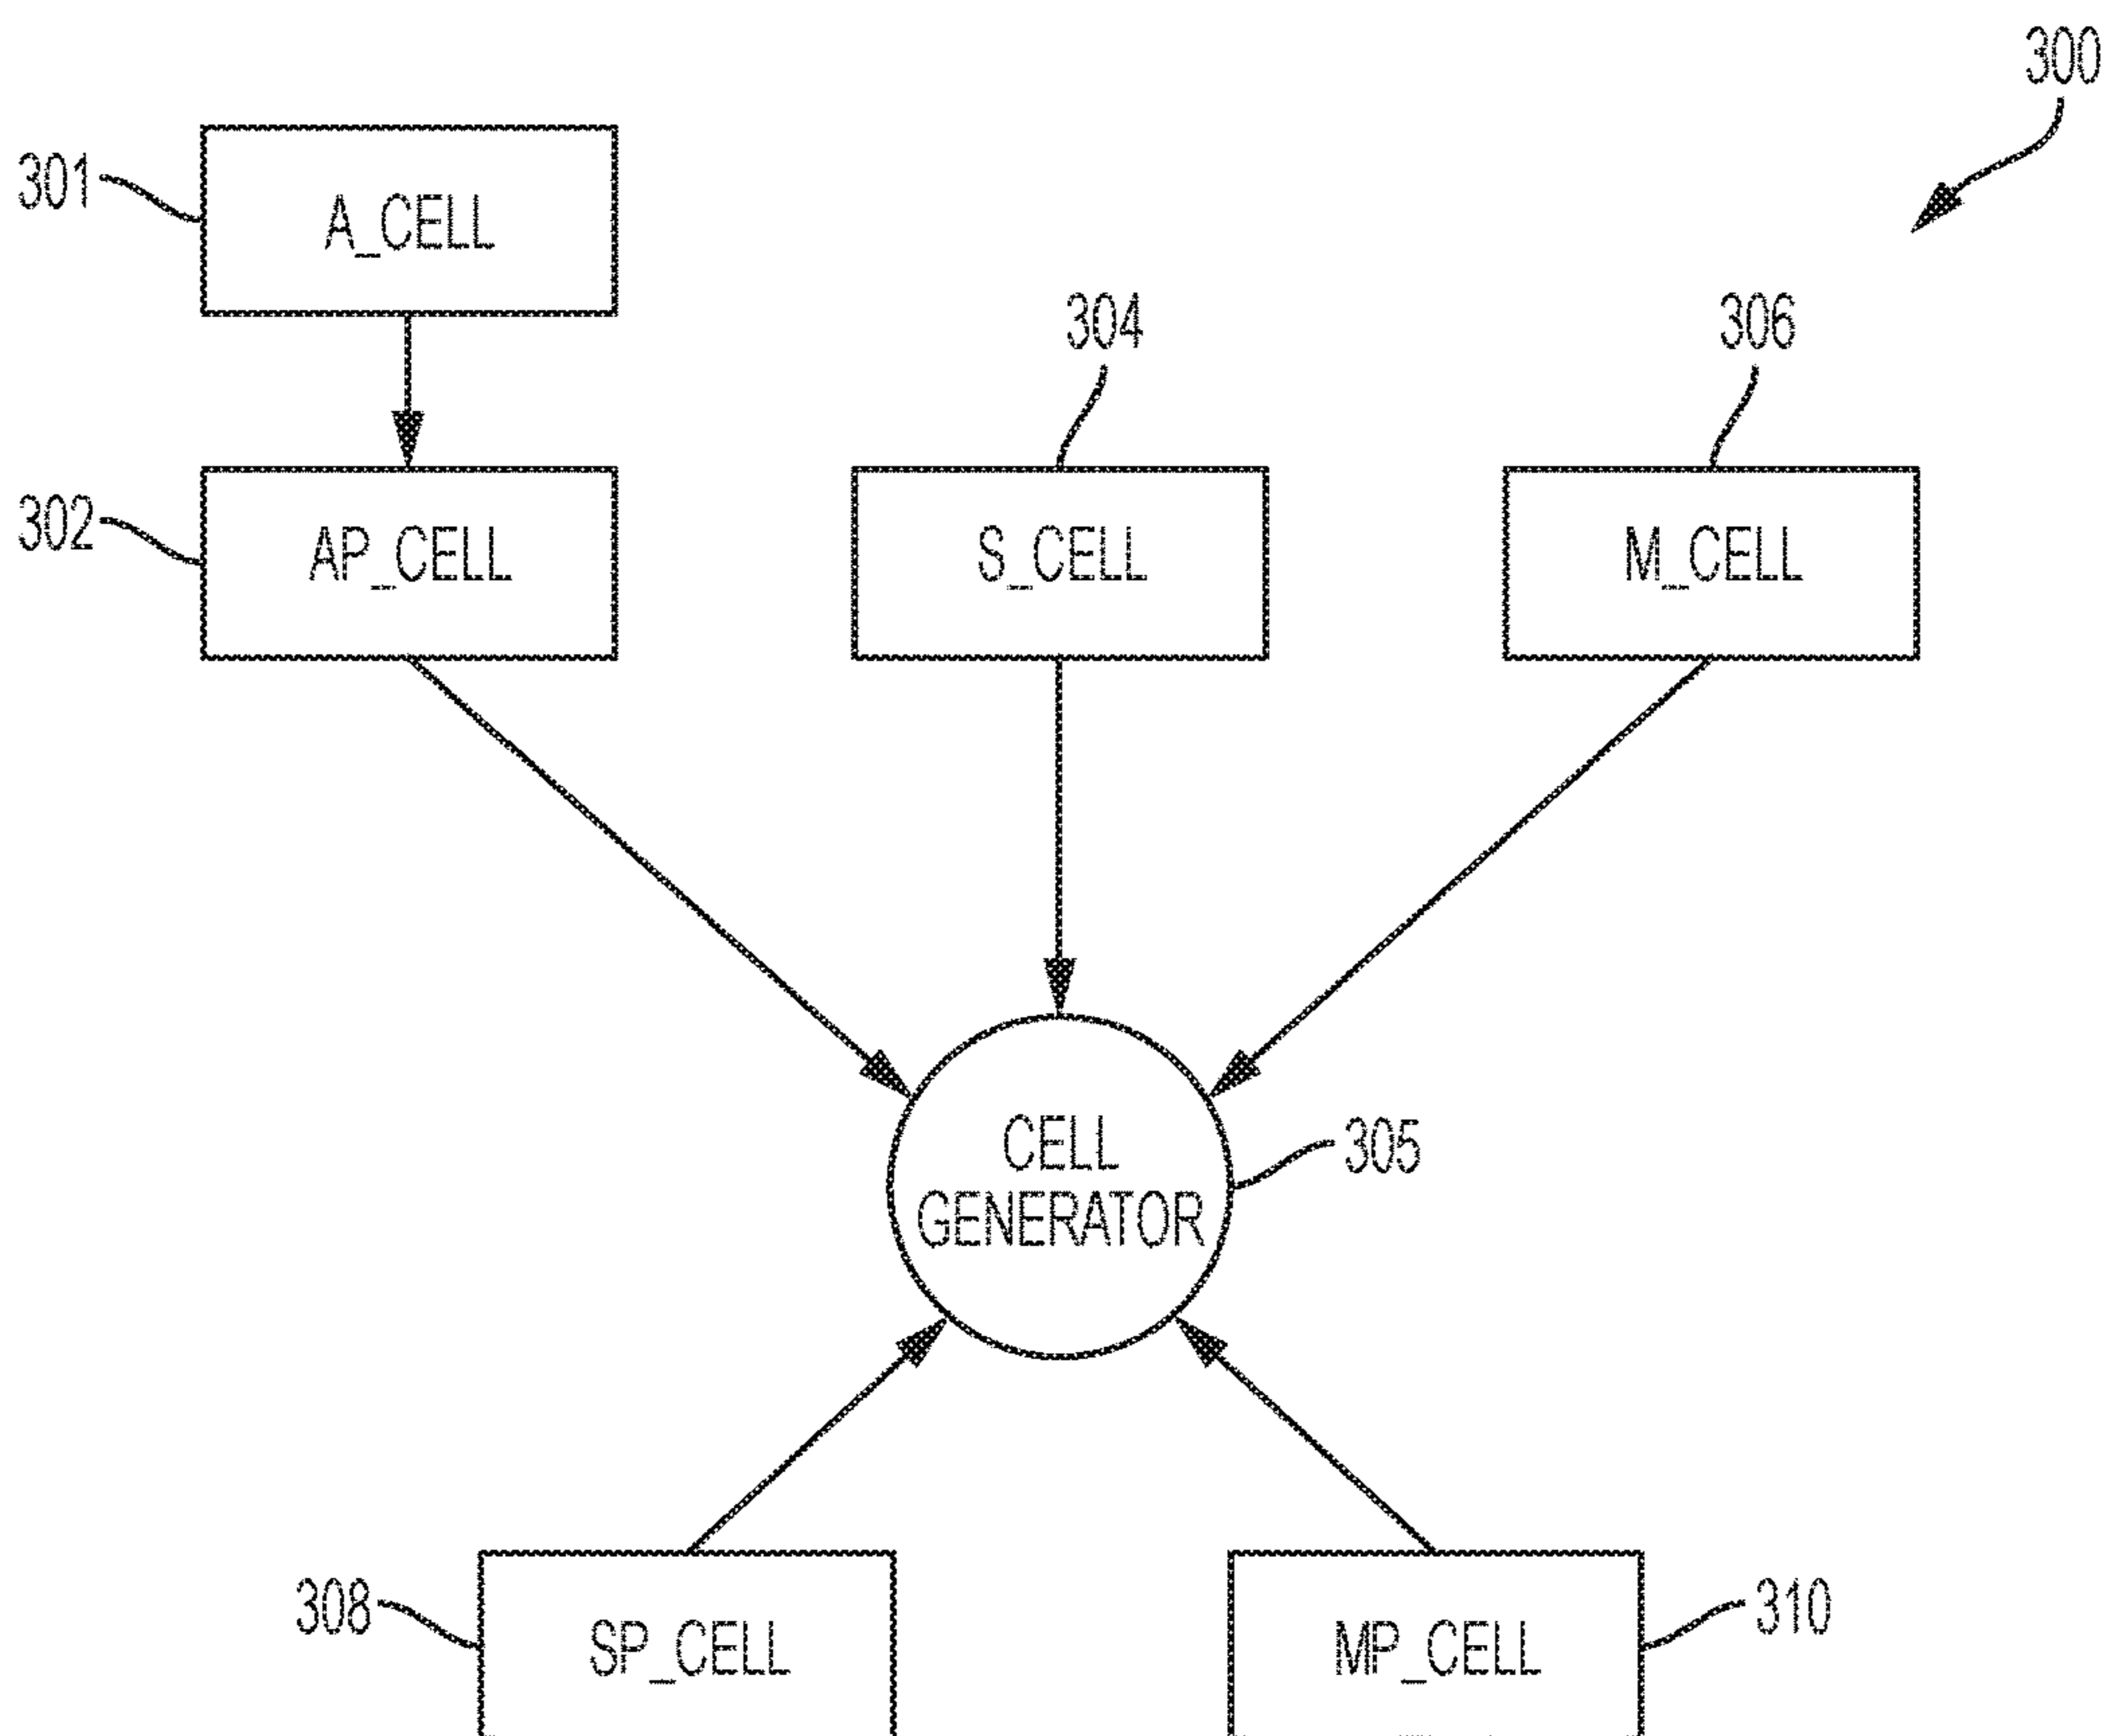 300
301
A_CELL
304
306
302
AP_CELL
S_CELL
M_CELL
CELL
GENERATOR
305
308
SP_CELL
MP_CELL
310